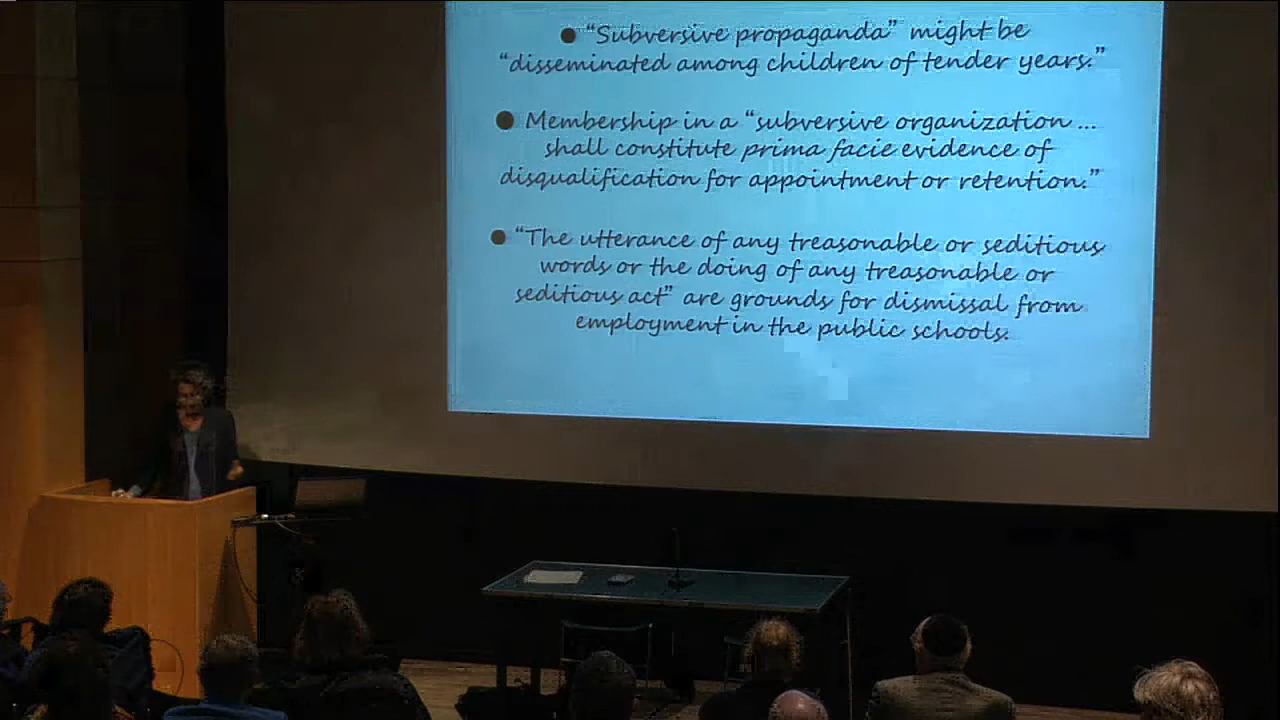 ● “Subversive propaganda” might be
“disseminated among children of tender years.”
● Membership in a “subversive organization ...
shall constitute prima facie evidence of
disqualification for appointment or retention.”
● “The utterance of any treasonable or seditious
words or the doing of any treasonable or
seditious act” are grounds for dismissal from
employment in the public schools.